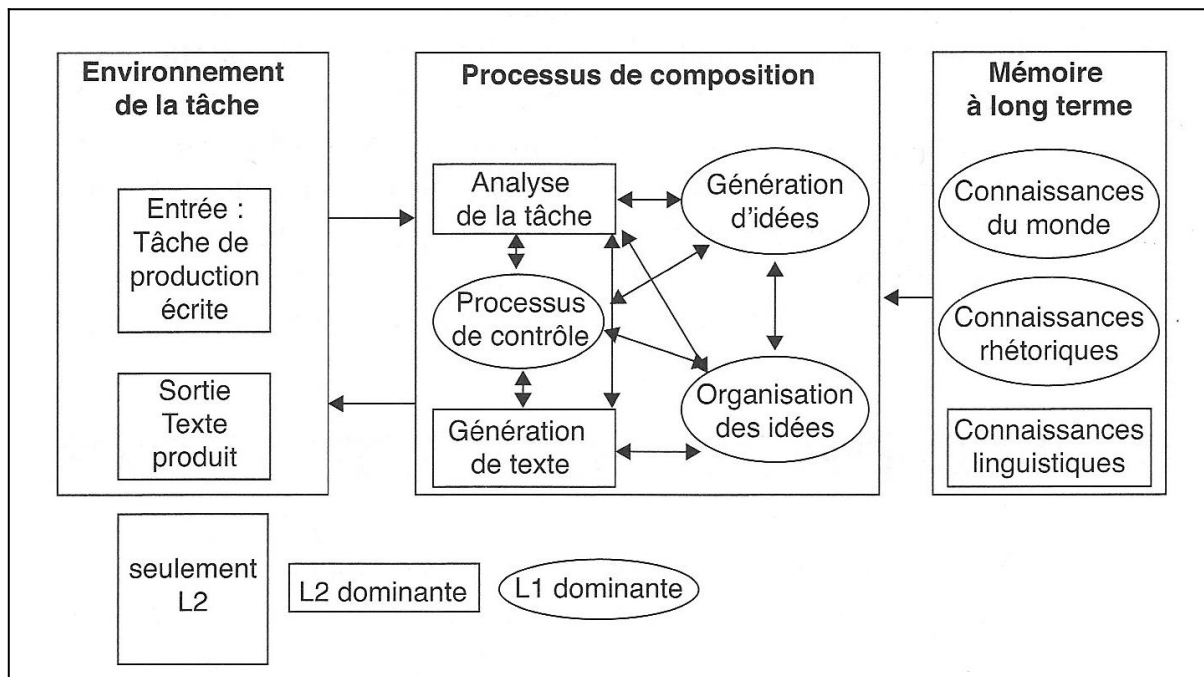 Environnement
de la tâche
Entrée :
Tâche de
production
écrite
Sortie
Texte
produit
Processus de composition
Analyse
de la tâche
Génération
d'idées
Processus
de contrôle
Génération
de texte
Organisation
des idées
Mémoire
à long terme
Connaissances
du monde
Connaissances
rhétoriques
Connaissances
linguistiques
seulement
L2
L2 dominante
L1 dominante